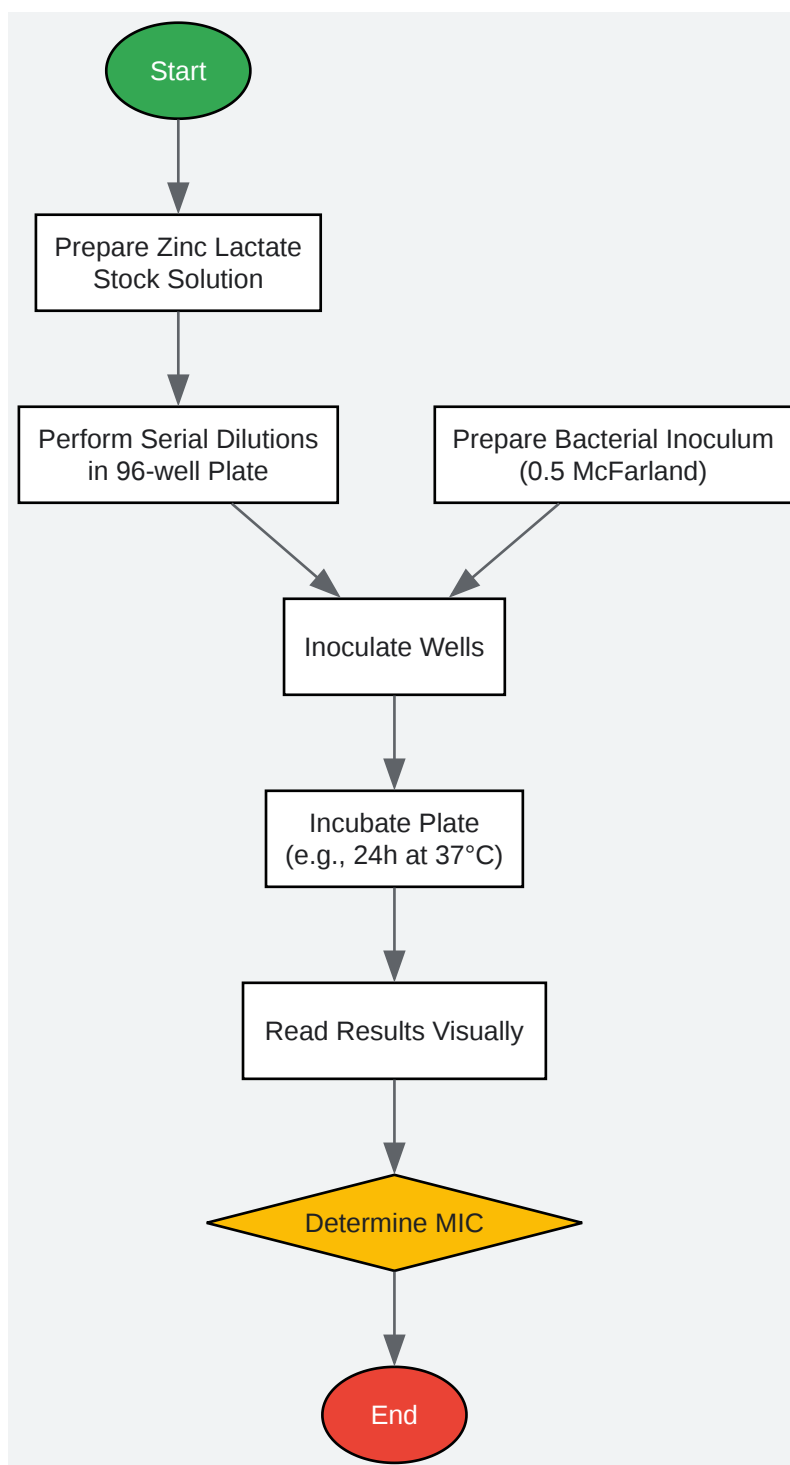 Start
Prepare Zinc Lactate
Stock Solution
Perform Serial Dilutions
in 96-well Plate
Prepare Bacterial Inoculum
(0.5 McFarland)
Inoculate Wells
Incubate Plate
(e.g., 24h at 37°C)
Read Results Visually
Determine MIC
End